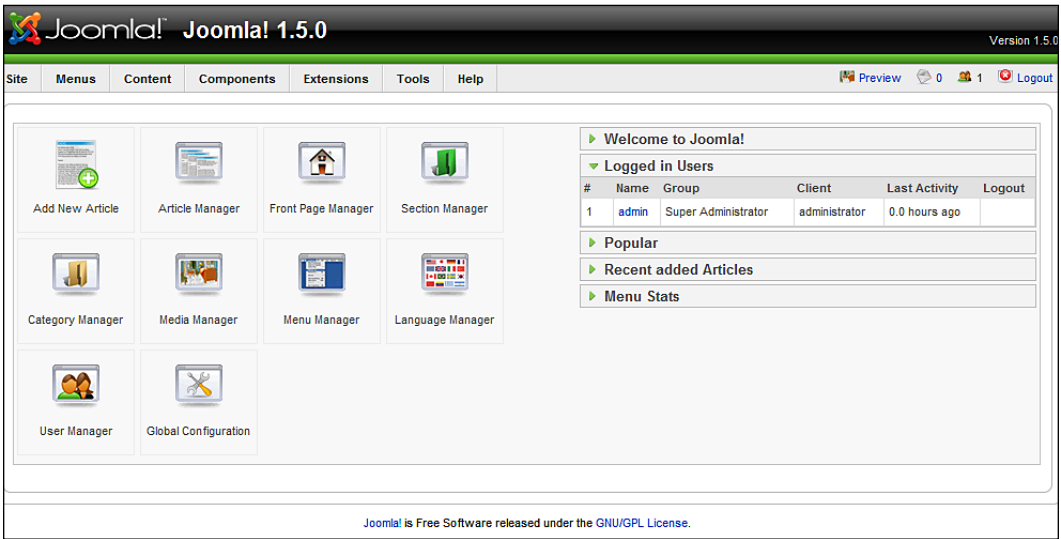 Joomla!™ Joomla! 1.5.0
Version 1.5.0
Site Menus Content Components Extensions Tools Help Preview 0 1 Logout
Add New Article Article Manager Front Page Manager Section Manager
Category Manager Media Manager Menu Manager Language Manager
User Manager Global Configuration
Welcome to Joomla!
Logged in Users
# Name Group Client Last Activity Logout
1 admin Super Administrator administrator 0.0 hours ago
Popular
Recent added Articles
Menu Stats
Joomla! is Free Software released under the GNU/GPL License.